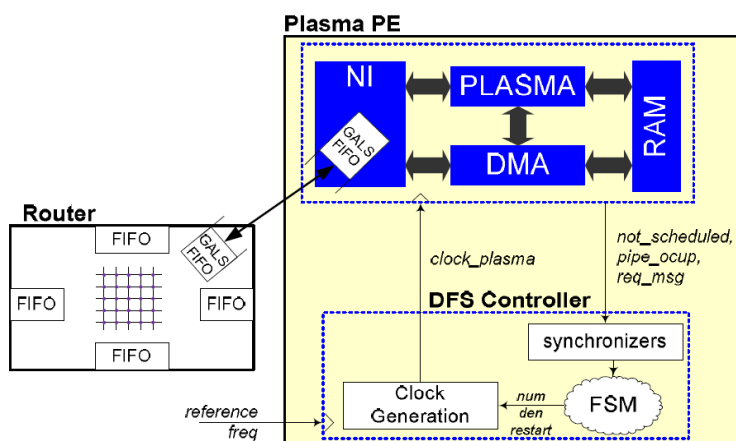 Plasma PE
NI
PLASMA
RAM
GALS
FIFO
DMA
Router
FIFO
GALS
FIFO
FIFO
FIFO
FIFO
clock_plasma
not_scheduled,
pipe_ocup,
req_msg
DFS Controller
synchronizers
Clock
Generation
num
den
restart
FSM
reference
freq